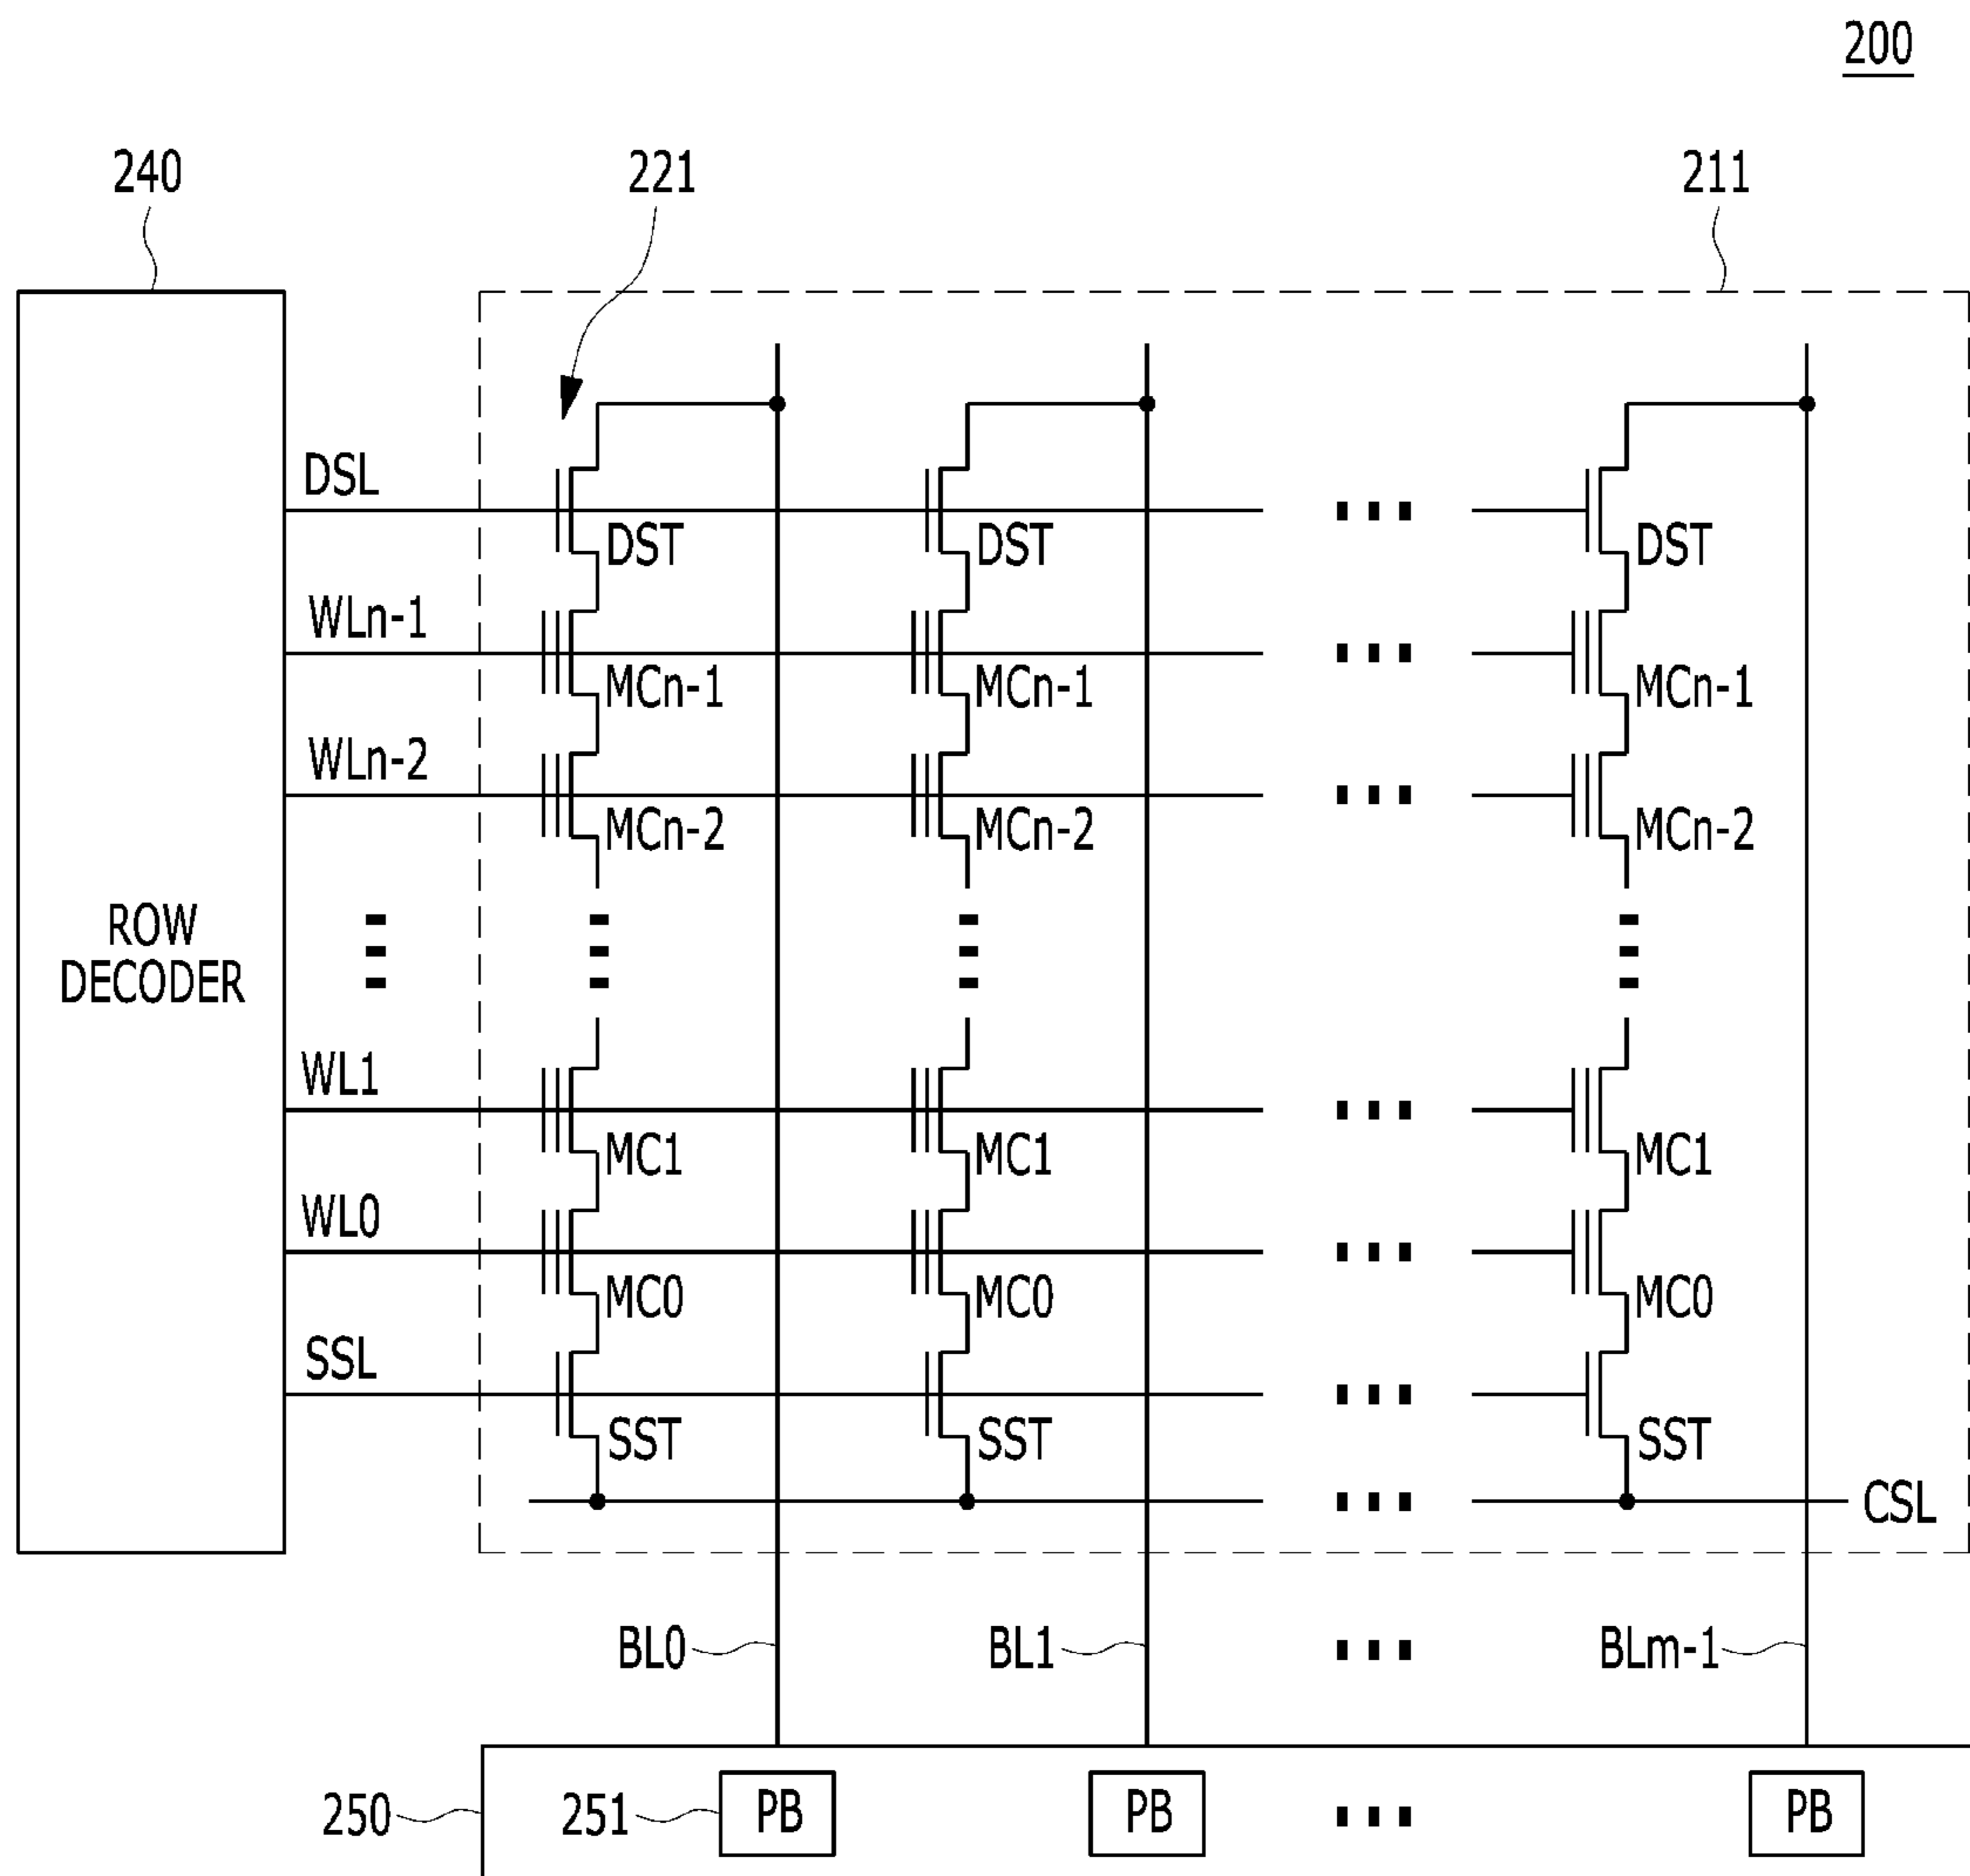 200
240
221
211
DSL
DST DST DST
WLn-1
MCn-1 MCn-1 MCn-1
WLn-2
MCn-2 MCn-2 MCn-2
ROW
DECODER
WL1
MC1 MC1 MC1
WL0
MC0 MC0 MC0
SSL
SST SST SST
CSL
BL0 BL1 BLm-1
250 251 PB PB PB